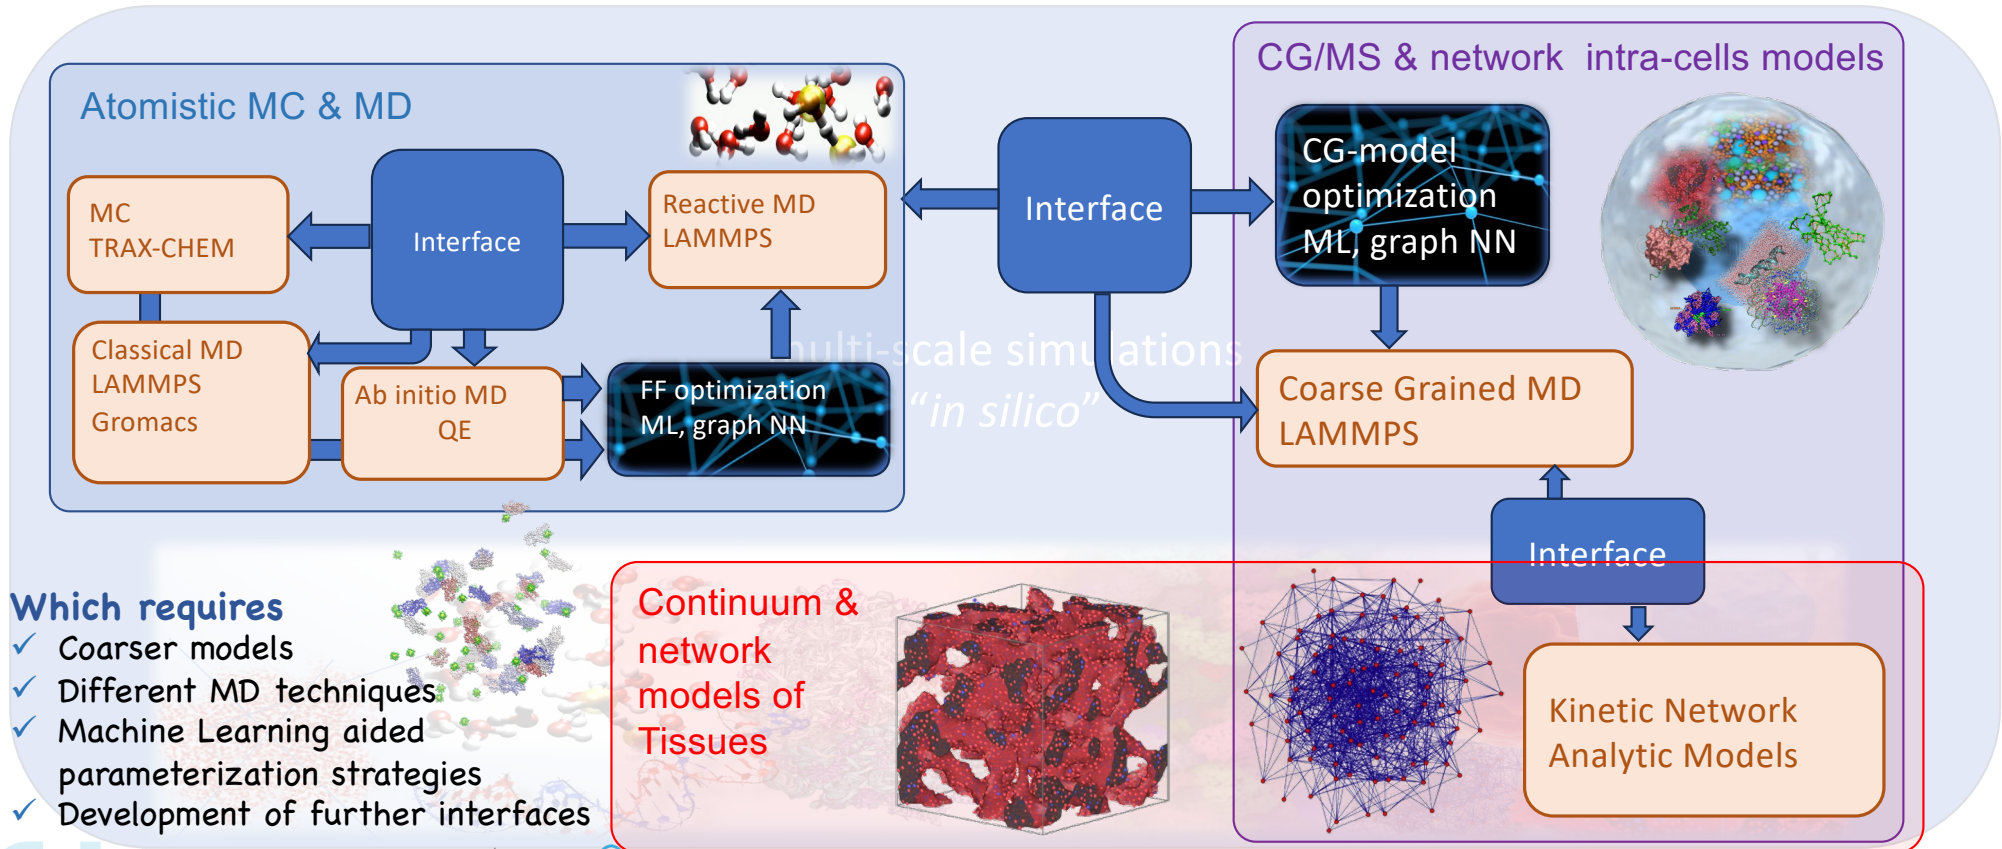 CG/MS & network intra-cells models
Atomistic MC & MD
MC
TRAX-CHEM
Interface
Reactive MD
LAMMPS
Interface
CG-model
optimization
ML, graph NN
Classical MD
LAMMPS
Gromacs
Ab initio MD
QE
FF optimization
ML, graph NN
multi-scale simulations
“in silico”
Coarse Grained MD
LAMMPS
Interface
Which requires
✓ Coarser models
✓ Different MD techniques
✓ Machine Learning aided
parameterization strategies
✓ Development of further interfaces
Continuum &
network
models of
Tissues
Kinetic Network
Analytic Models